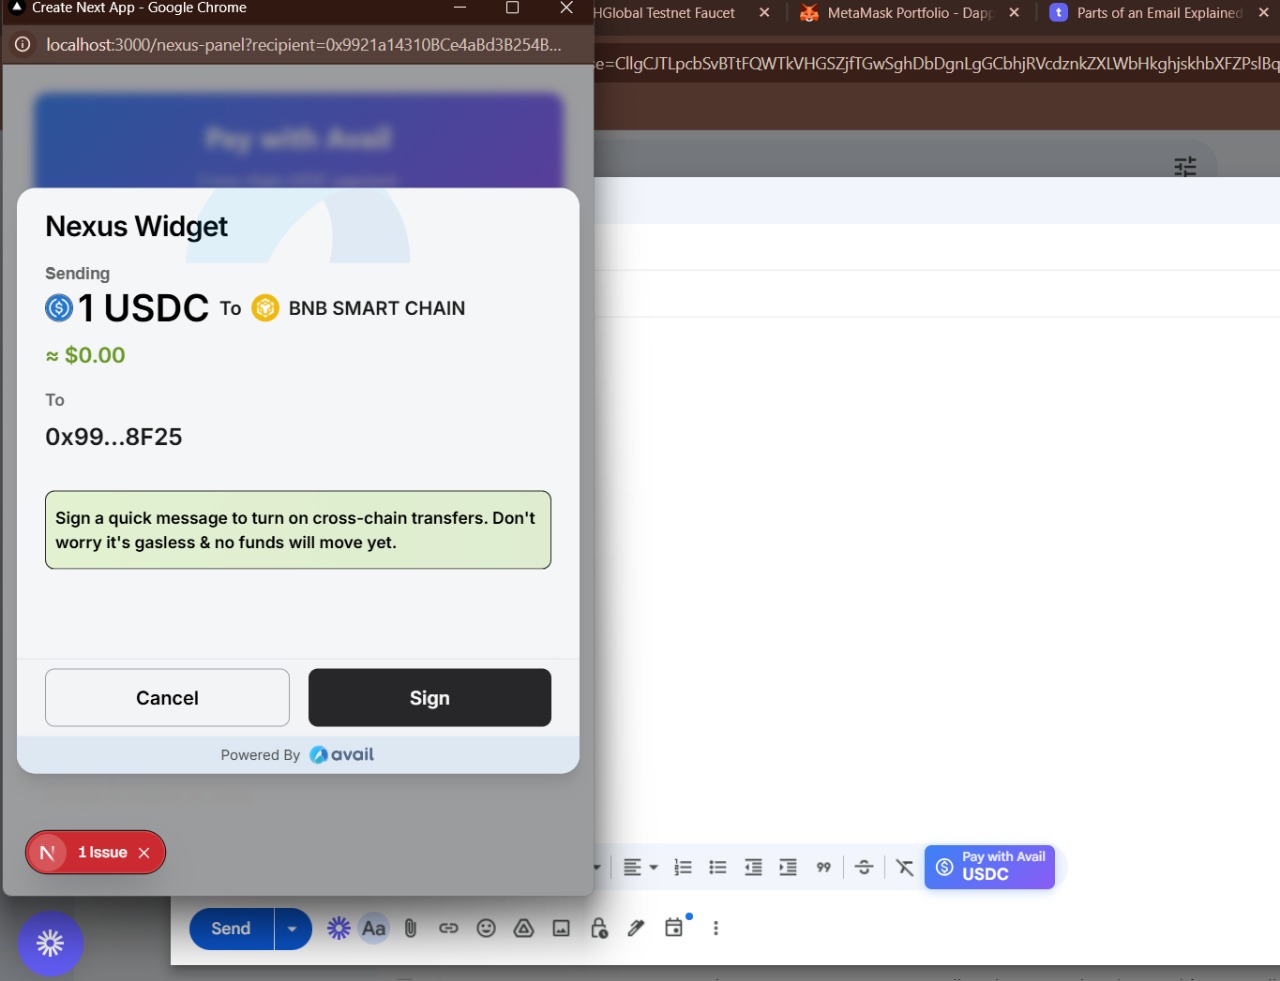 Create Next App - Google Chrome
HGlobal Testnet Faucet
MetaMask Portfolio - Dapp
t
Parts of an Email Explained
localhost:3000/nexus-panel?recipient=0x9921a14310BCe4aBd3B254B...
Pay with Avail
Nexus Widget
Sending
1 USDC To BNB SMART CHAIN
≈ $0.00
To
0x99...8F25
Sign a quick message to turn on cross-chain transfers. Don't
worry it's gasless & no funds will move yet.
Cancel
Sign
Powered By avail
N 1 Issue
Pay with Avail
USDC
Send
Aa